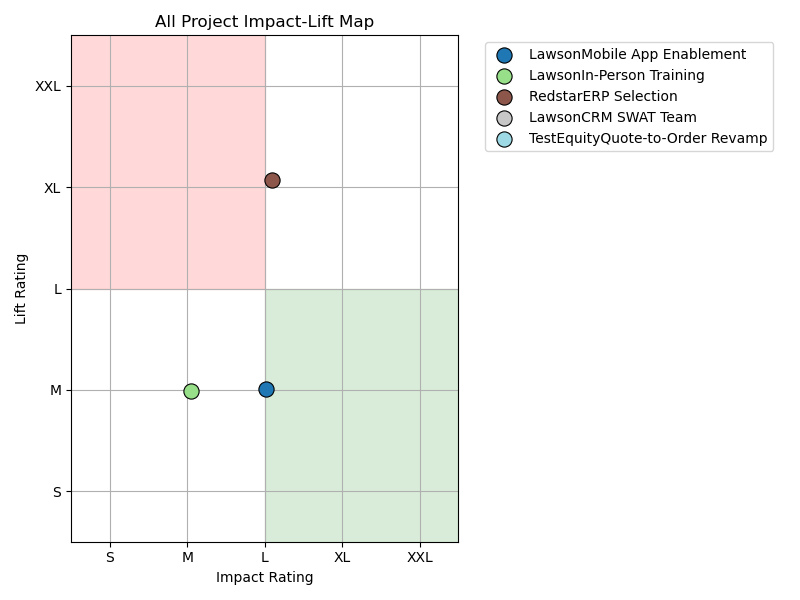 All Project Impact-Lift Map
LawsonMobile App Enablement
LawsonIn-Person Training
RedstarERP Selection
LawsonCRM SWAT Team
TestEquityQuote-to-Order Revamp
Lift Rating
XXL
XL
L
M
S
S M L XL XXL
Impact Rating